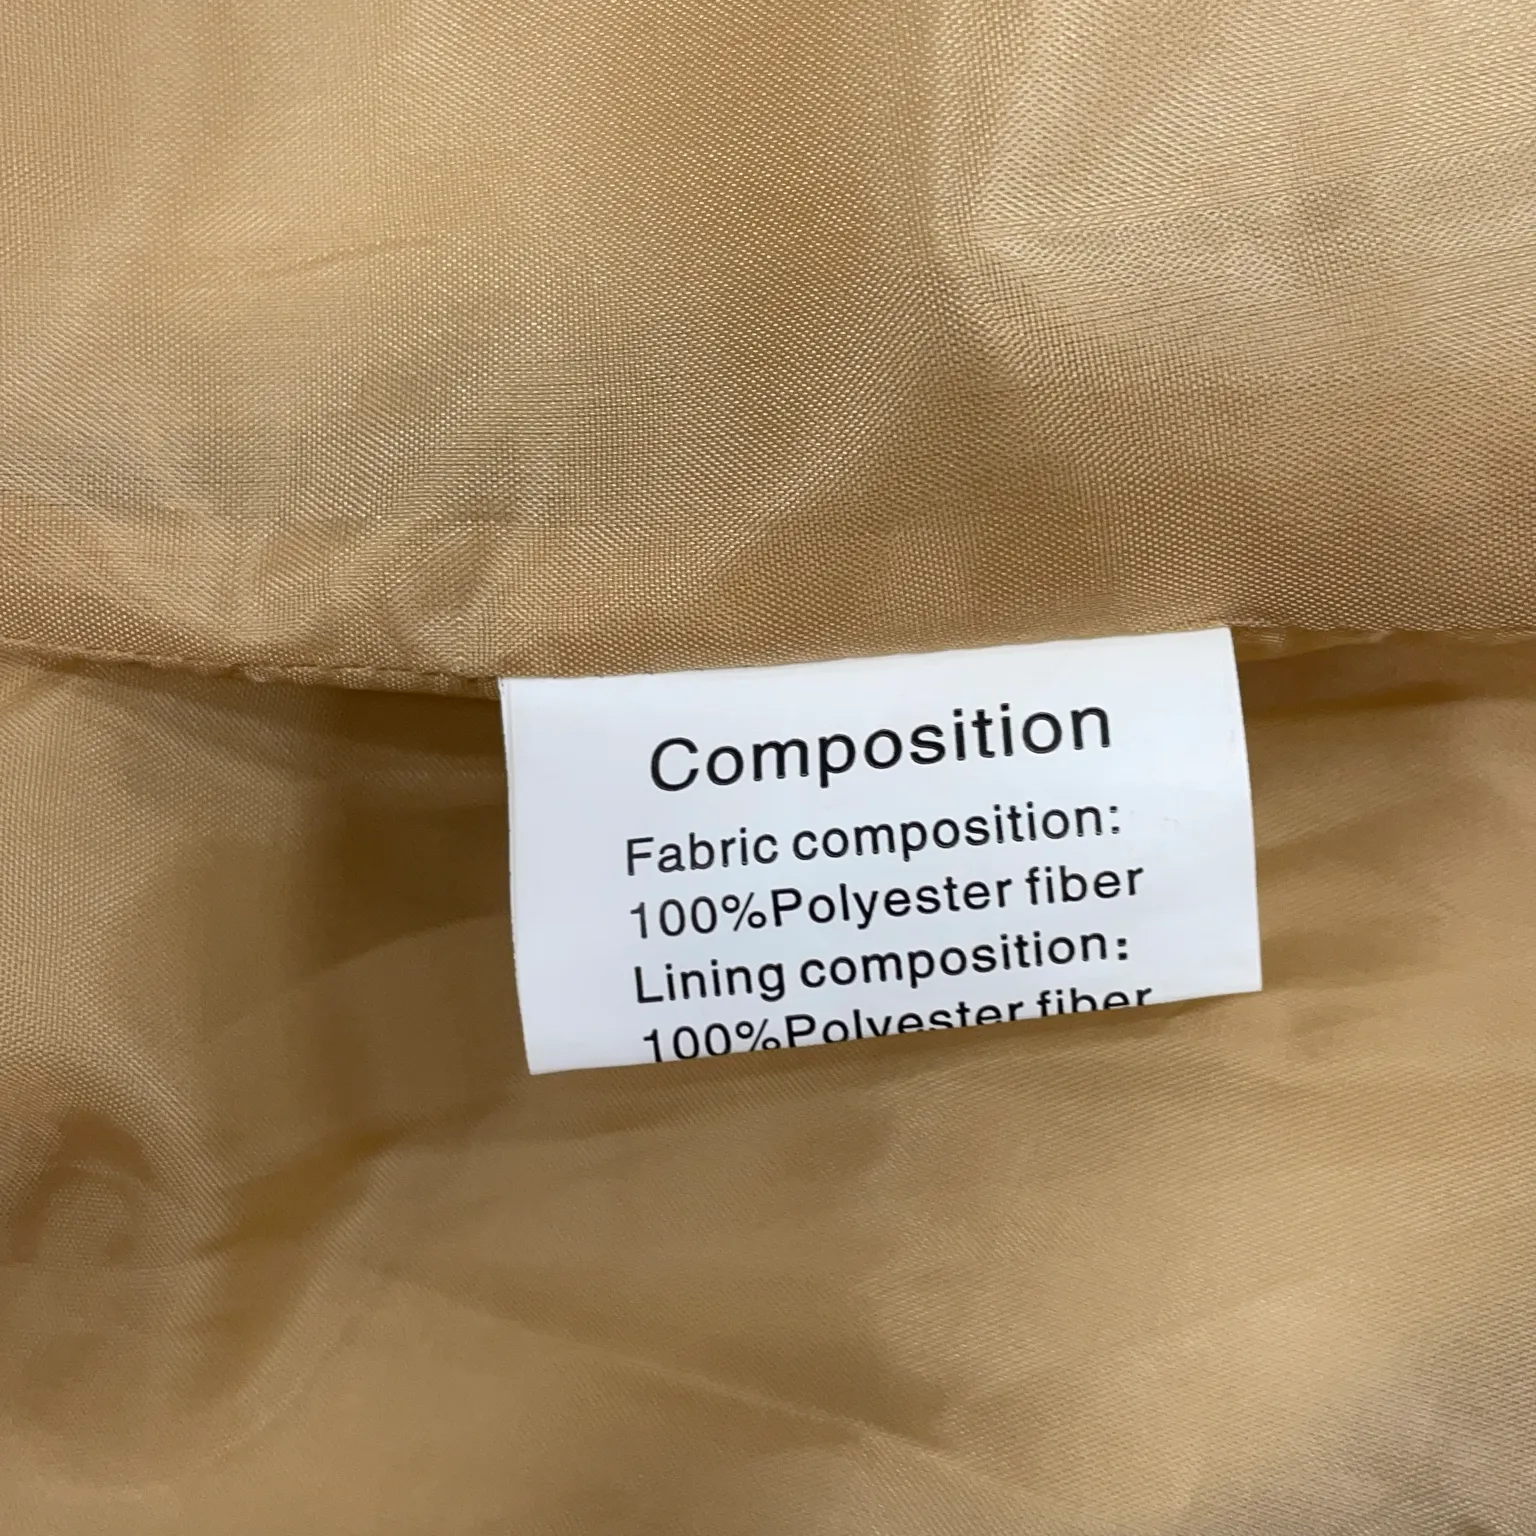 Composition
Fabric composition:
100%Polyester fiber
Lining composition:
100%Polyester fiber